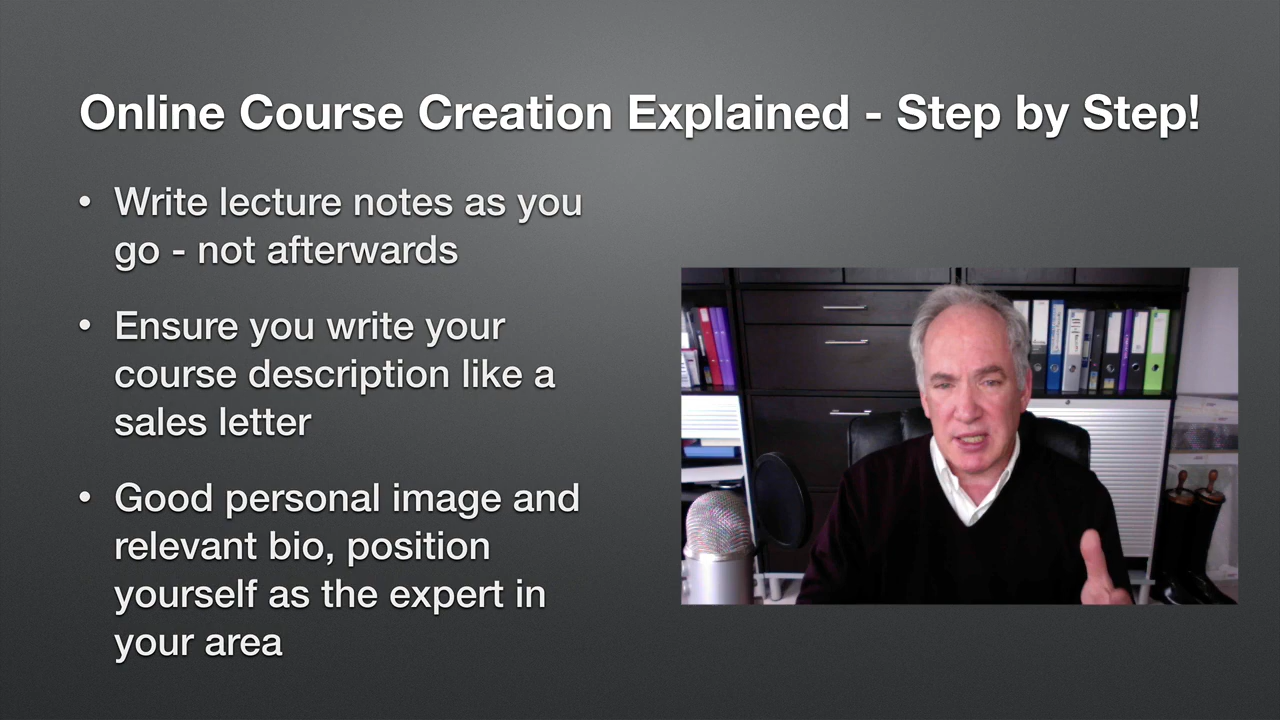 Online Course Creation Explained - Step by Step!
• Write lecture notes as you
go - not afterwards
• Ensure you write your
course description like a
sales letter
• Good personal image and
relevant bio, position
yourself as the expert in
your area